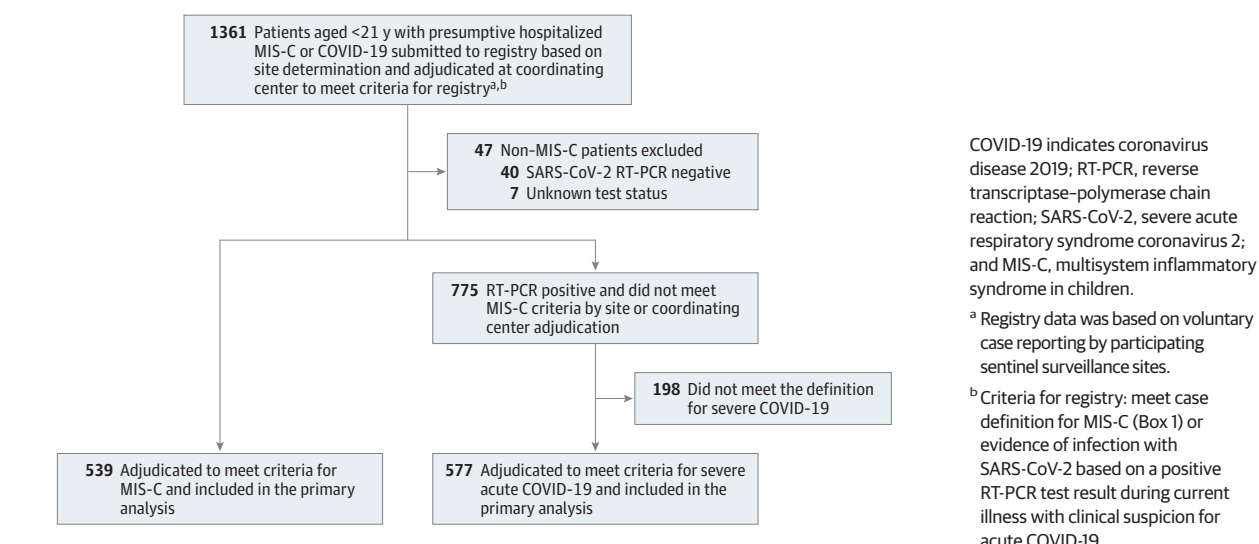 1361 Patients aged <21 y with presumptive hospitalized
MIS-C or COVID-19 submitted to registry based on
site determination and adjudicated at coordinating
center to meet criteria for registrya,b
47 Non–MIS-C patients excluded
40 SARS-CoV-2 RT-PCR negative
7 Unknown test status
775 RT-PCR positive and did not meet
MIS-C criteria by site or coordinating
center adjudication
198 Did not meet the definition
for severe COVID-19
539 Adjudicated to meet criteria for
MIS-C and included in the primary
analysis
577 Adjudicated to meet criteria for severe
acute COVID-19 and included in the
primary analysis
COVID-19 indicates coronavirus
disease 2019; RT-PCR, reverse
transcriptase–polymerase chain
reaction; SARS-CoV-2, severe acute
respiratory syndrome coronavirus 2;
and MIS-C, multisystem inflammatory
syndrome in children.
a Registry data was based on voluntary
case reporting by participating
sentinel surveillance sites.
b Criteria for registry: meet case
definition for MIS-C (Box 1) or
evidence of infection with
SARS-CoV-2 based on a positive
RT-PCR test result during current
illness with clinical suspicion for
acute COVID-19